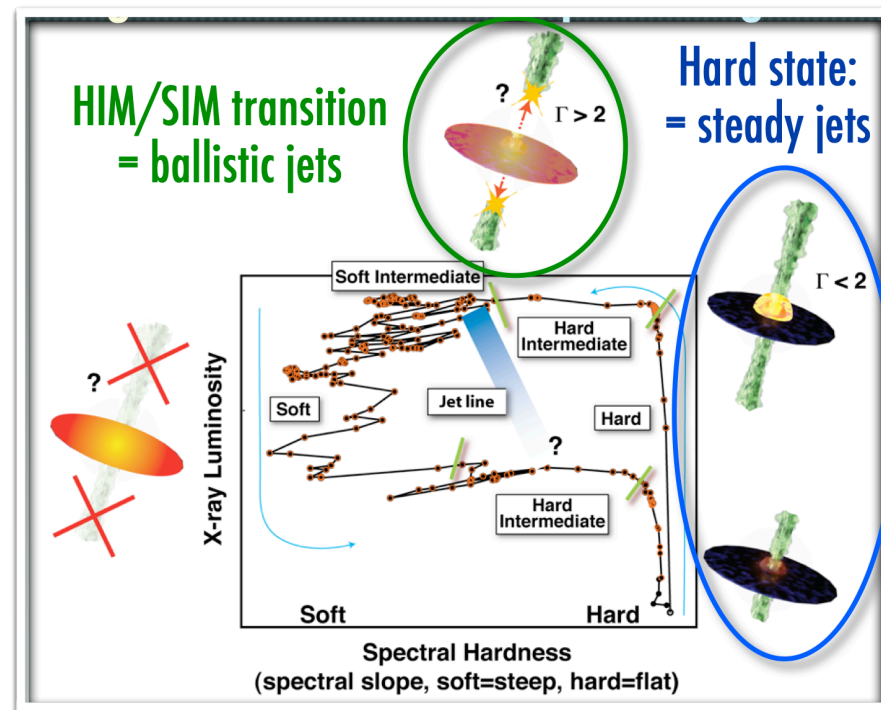 HIM/SIM transition
= ballistic jets
?
Γ > 2
Hard state:
= steady jets
Γ < 2
?
Soft Intermediate
Hard
Intermediate
Soft
Jet line
Hard
?
Hard
Intermediate
X-ray Luminosity
Soft
Hard
Spectral Hardness
(spectral slope, soft=steep, hard=flat)